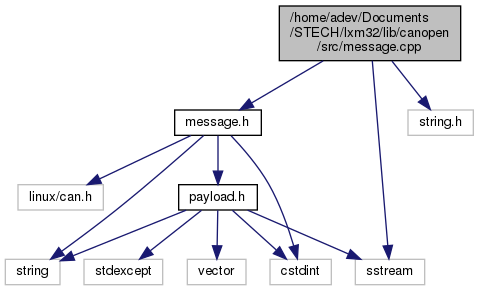 /home/adev/Documents
/STECH/lxm32/lib/canopen
/src/message.cpp
message.h
string.h
linux/can.h
payload.h
string
stdexcept
vector
cstdint
sstream